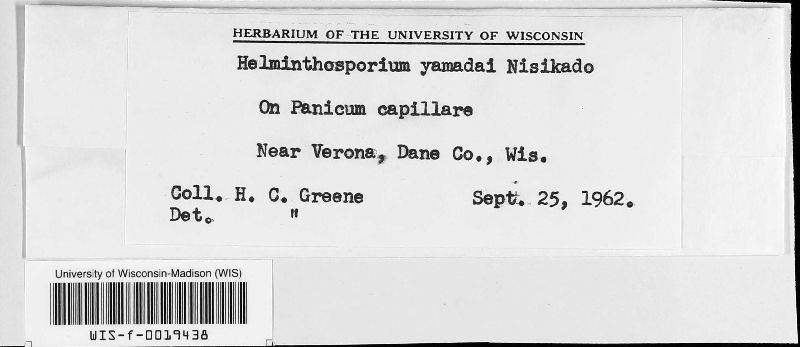 HERBARIUM OF THE UNIVERSITY OF WISCONSIN
Helminthosporium yamadai Nisikado
On Panicum capillare
Near Verona, Dane Co., Wis.
Coll. H. C. Greene Sept. 25, 1962.
Det. "
University of Wisconsin-Madison (WIS)
WIS-f-0019438